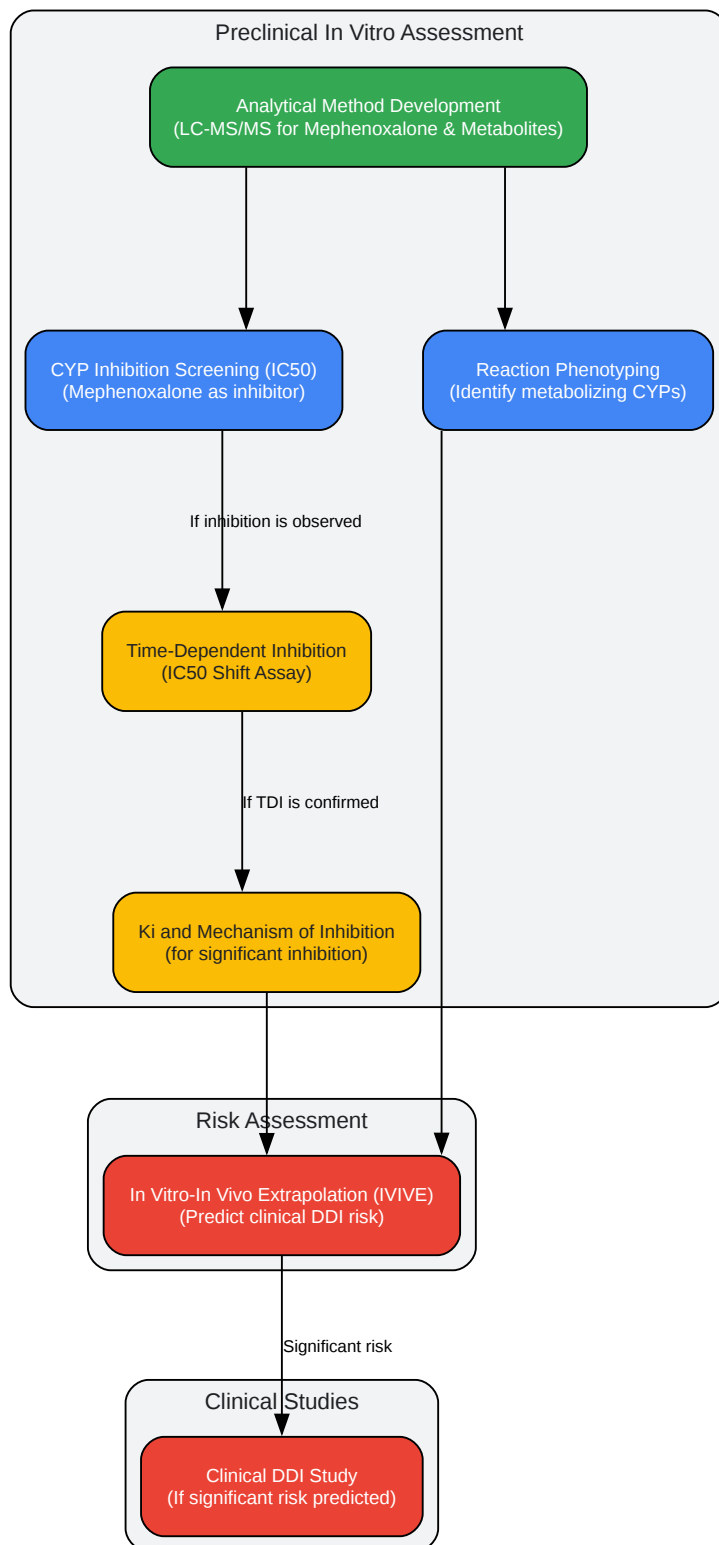 Preclinical In Vitro Assessment
Analytical Method Development
(LC-MS/MS for Mephenoxalone & Metabolites)
CYP Inhibition Screening (IC50)
(Mephenoxalone as inhibitor)
Reaction Phenotyping
(Identify metabolizing CYPs)
If inhibition is observed
Time-Dependent Inhibition
(IC50 Shift Assay)
If TDI is confirmed
Ki and Mechanism of Inhibition
(for significant inhibition)
Risk Assessment
In Vitro-In Vivo Extrapolation (IVIVE)
(Predict clinical DDI risk)
Significant risk
Clinical Studies
Clinical DDI Study
(If significant risk predicted)